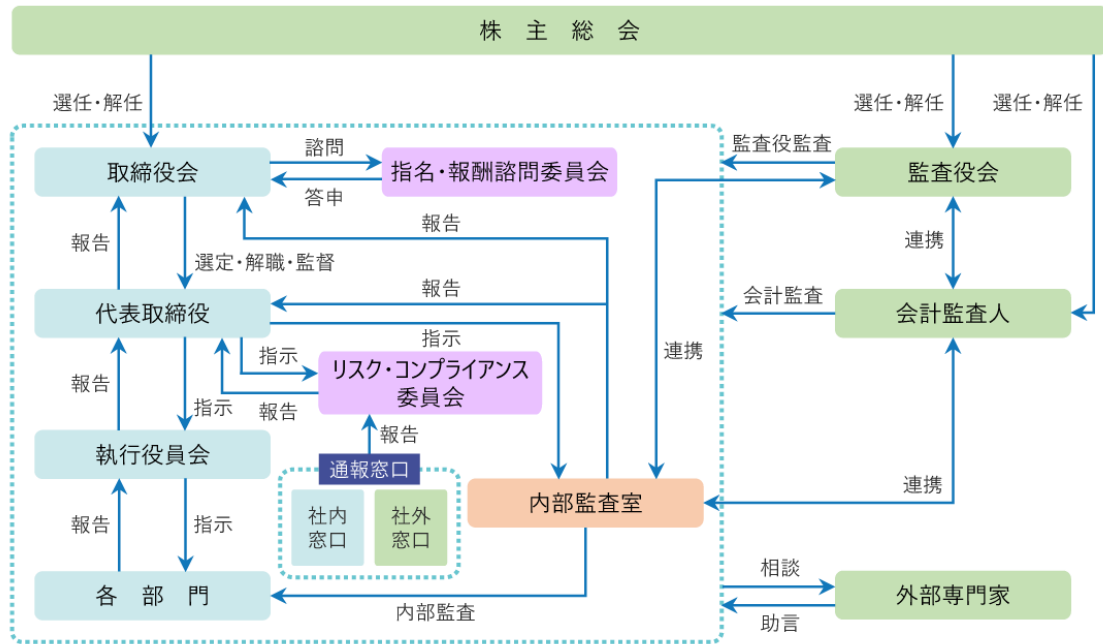 株 主 総 会
選任・解任
選任・解任
選任・解任
取締役会
諮問
答申
指名・報酬諮問委員会
監査役監査
監査役会
報告
報告
選定・解職・監督
連携
代表取締役
報告
会計監査
会計監査人
指示
指示
連携
リスク・コンプライアンス
委員会
報告
指示
報告
報告
執行役員会
通報窓口
社内
窓口
社外
窓口
内部監査室
連携
報告
指示
各 部 門
内部監査
相談
助言
外部専門家